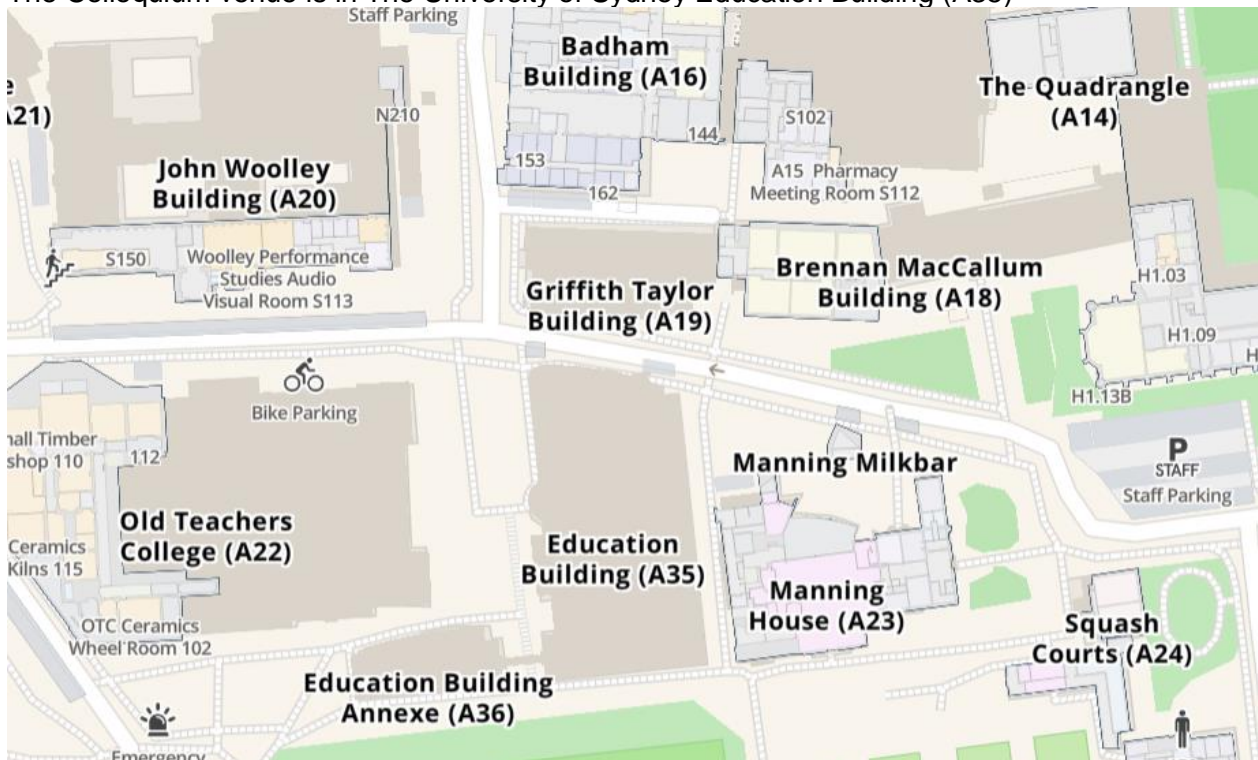 The Colloquium venue is in The University of Sydney Education Building (A35)
Staff Parking
Badham
Building (A16)
The Quadrangle
(A14)
A21)
N210
144
S102
153
162
A15 Pharmacy
Meeting Room S112
John Woolley
Building (A20)
S150
Woolley Performance
Studies Audio
Visual Room S113
Griffith Taylor
Building (A19)
Brennan MacCallum
Building (A18)
H1.03
H1.09
H1.13B
Bike Parking
112
shop 110
Manning Milkbar
P
STAFF
Staff Parking
Old Teachers
College (A22)
Ceramics
Kilns 115
Education
Building (A35)
Manning
House (A23)
OTC Ceramics
Wheel Room 102
Squash
Courts (A24)
Education Building
Annexe (A36)
Emergency